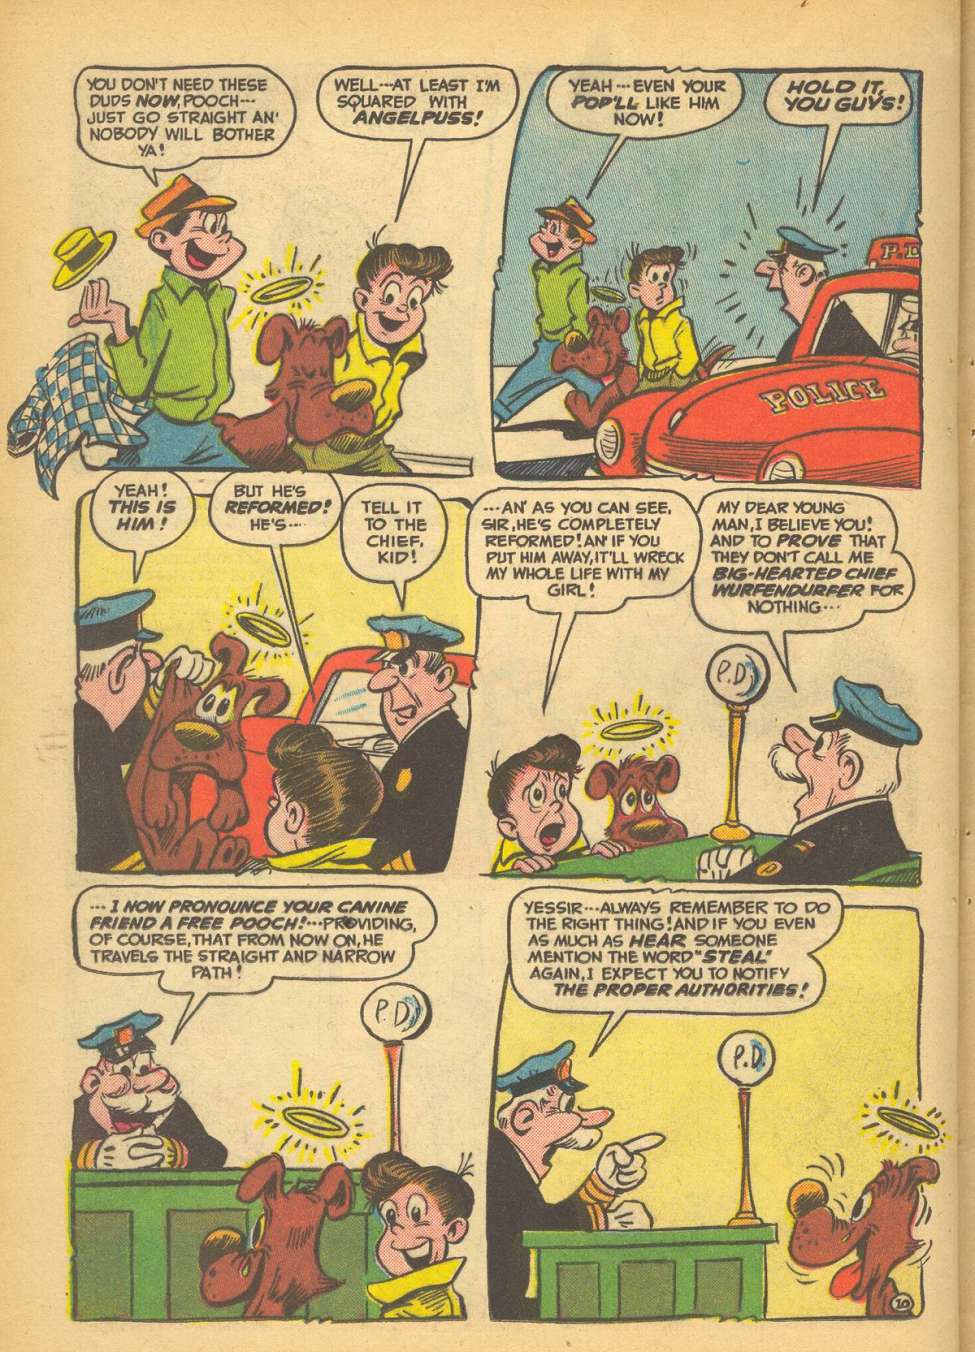 YOU DON'T NEED THESE
DUDS NOW, POOCH---
JUST GO STRAIGHT AN'
NOBODY WILL BOTHER
YA!
WELL---AT LEAST I'M
SQUARED WITH
ANGELPUSS!
YEAH---EVEN YOUR
POP'LL LIKE HIM
NOW!
HOLD IT,
YOU GUYS!
P.D.
POLICE
YEAH!
THIS IS
HIM!
BUT HE'S
REFORMED!
HE'S---
TELL IT
TO THE
CHIEF,
KID!
---AN' AS YOU CAN SEE,
SIR, HE'S COMPLETELY
REFORMED! AN' IF YOU
PUT HIM AWAY, IT'LL WRECK
MY WHOLE LIFE WITH MY
GIRL!
MY DEAR YOUNG
MAN, I BELIEVE YOU!
AND TO PROVE THAT
THEY DON'T CALL ME
BIG-HEARTED CHIEF
WURFENDURFER FOR
NOTHING---
P.D.
---I NOW PRONOUNCE YOUR CANINE
FRIEND A FREE POOCH!---PROVIDING,
OF COURSE, THAT FROM NOW ON, HE
TRAVELS THE STRAIGHT AND NARROW
PATH!
P.D.
YESSIR---ALWAYS REMEMBER TO DO
THE RIGHT THING! AND IF YOU EVEN
AS MUCH AS HEAR SOMEONE
MENTION THE WORD "STEAL"
AGAIN, I EXPECT YOU TO NOTIFY
THE PROPER AUTHORITIES!
P.D.
10